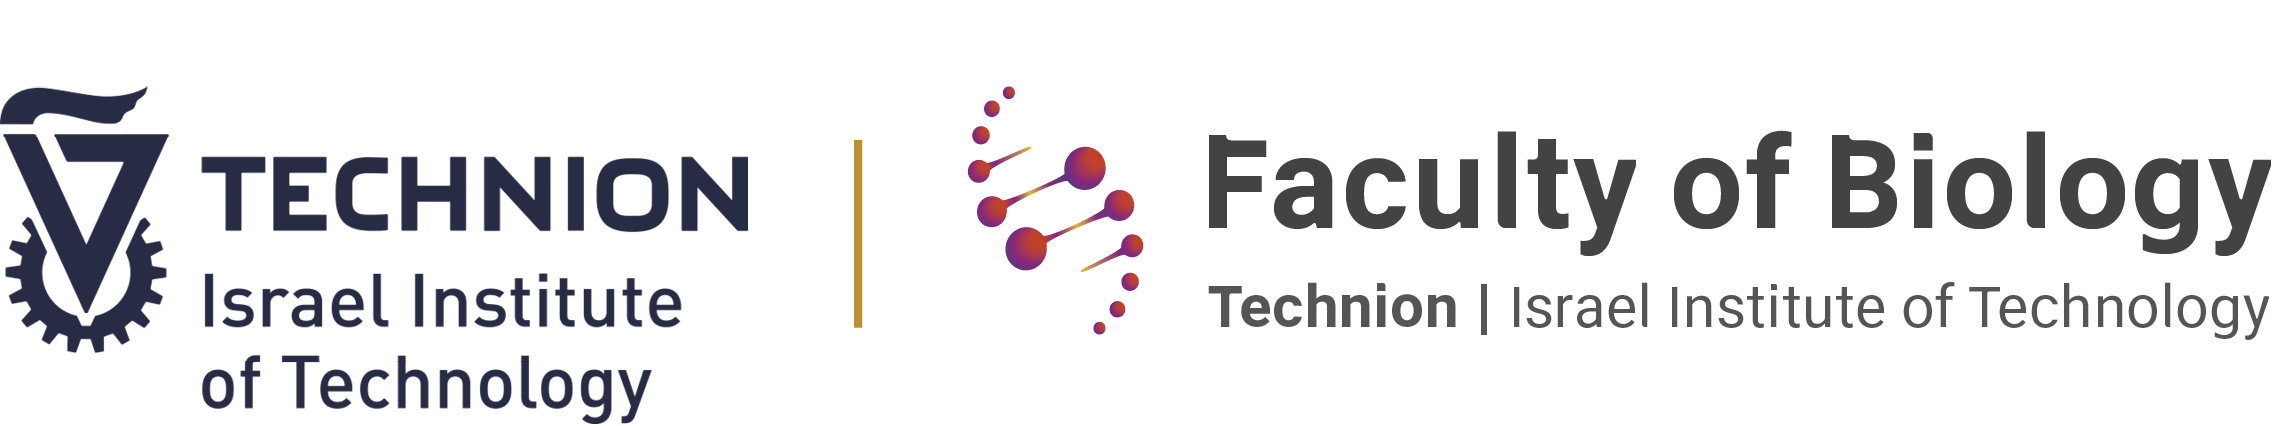 TECHNION
Israel Institute
of Technology
Faculty of Biology
Technion | Israel Institute of Technology